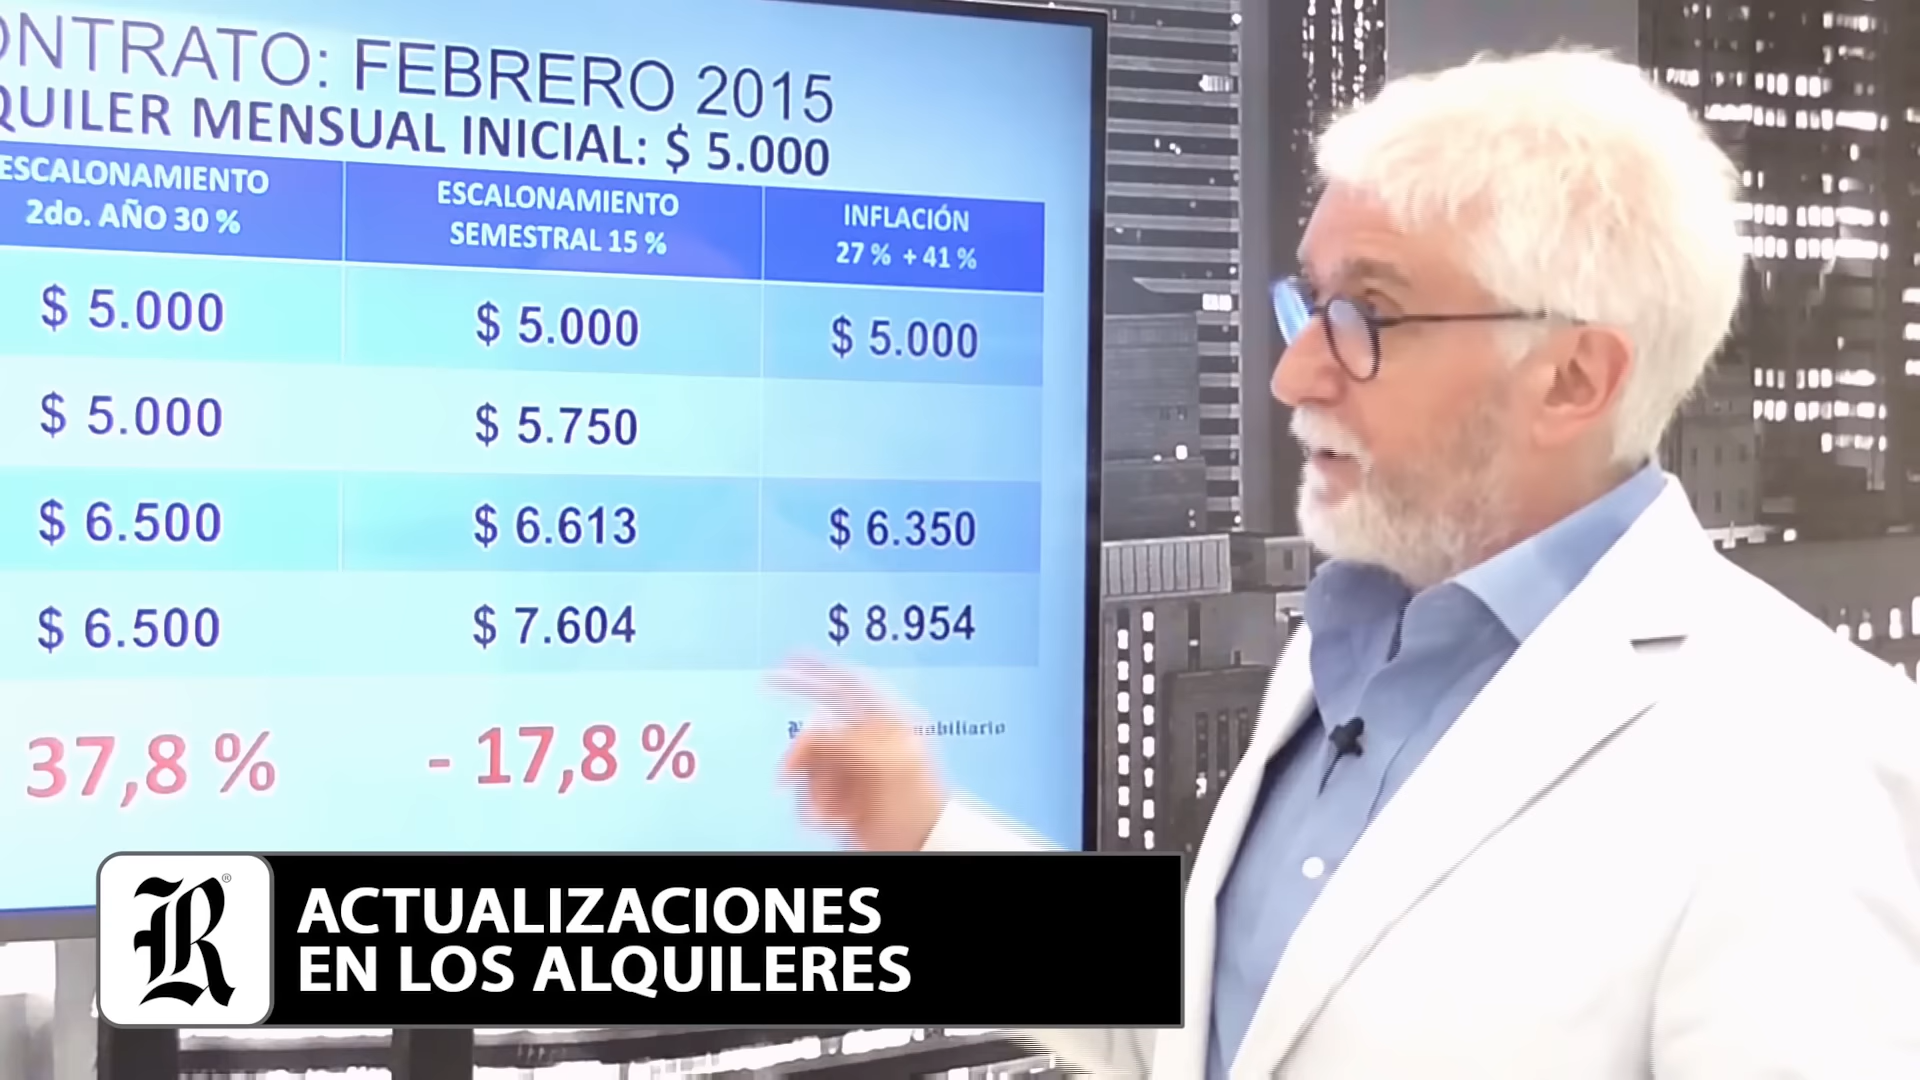 ONTRATO: FEBRERO 2015
QUILER MENSUAL INICIAL: $ 5.000
ESCALONAMIENTO
2do. AÑO 30 %
ESCALONAMIENTO
SEMESTRAL 15 %
INFLACIÓN
27 % + 41 %
$ 5.000 $ 5.000 $ 5.000
$ 5.000 $ 5.750
$ 6.500 $ 6.613 $ 6.350
$ 6.500 $ 7.604 $ 8.954
37,8 % - 17,8 %
R®
ACTUALIZACIONES
EN LOS ALQUILERES